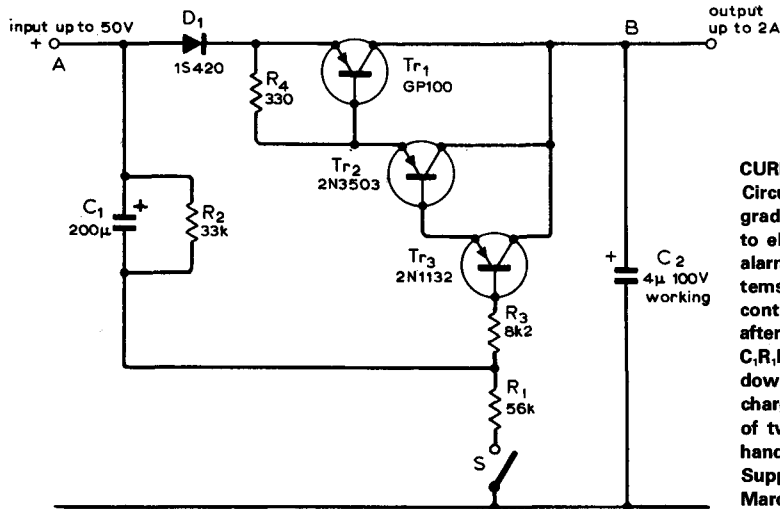 input up to 50V
+
A
D1
1S420
R4
330
Tr1
GP100
B
output
up to 2A
Tr2
2N3503
C1
200μ
+
R2
33k
Tr3
2N1132
R3
8k2
R1
56k
S
+
C2
4μ 100V
working
CUR
Circu
grad
to el
alarn
tems
cont
after
C₁R₁I
dow
char
of tv
hand
Supp
Marc